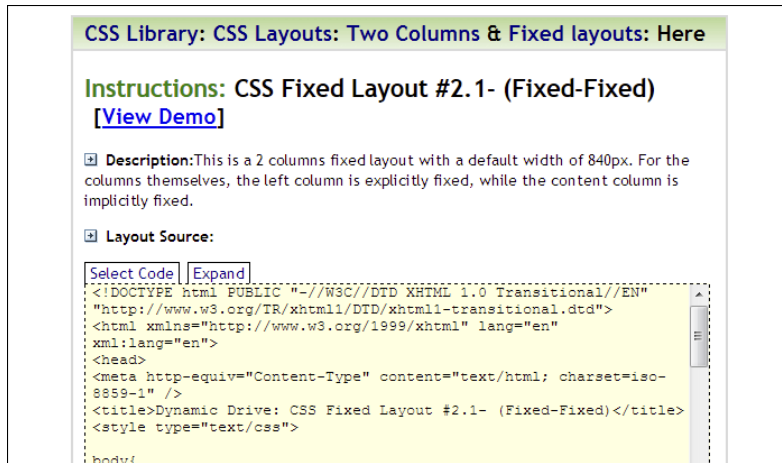 CSS Library: CSS Layouts: Two Columns & Fixed layouts: Here
Instructions: CSS Fixed Layout #2.1- (Fixed-Fixed)
[View Demo]
Description:This is a 2 columns fixed layout with a default width of 840px. For the
columns themselves, the left column is explicitly fixed, while the content column is
implicitly fixed.
Layout Source:
Select Code Expand
<!DOCTYPE html PUBLIC "-//W3C//DTD XHTML 1.0 Transitional//EN"
"http://www.w3.org/TR/xhtml1/DTD/xhtml1-transitional.dtd">
<html xmlns="http://www.w3.org/1999/xhtml" lang="en"
xml:lang="en">
<head>
<meta http-equiv="Content-Type" content="text/html; charset=iso-
8859-1" />
<title>Dynamic Drive: CSS Fixed Layout #2.1- (Fixed-Fixed)</title>
<style type="text/css">
body{